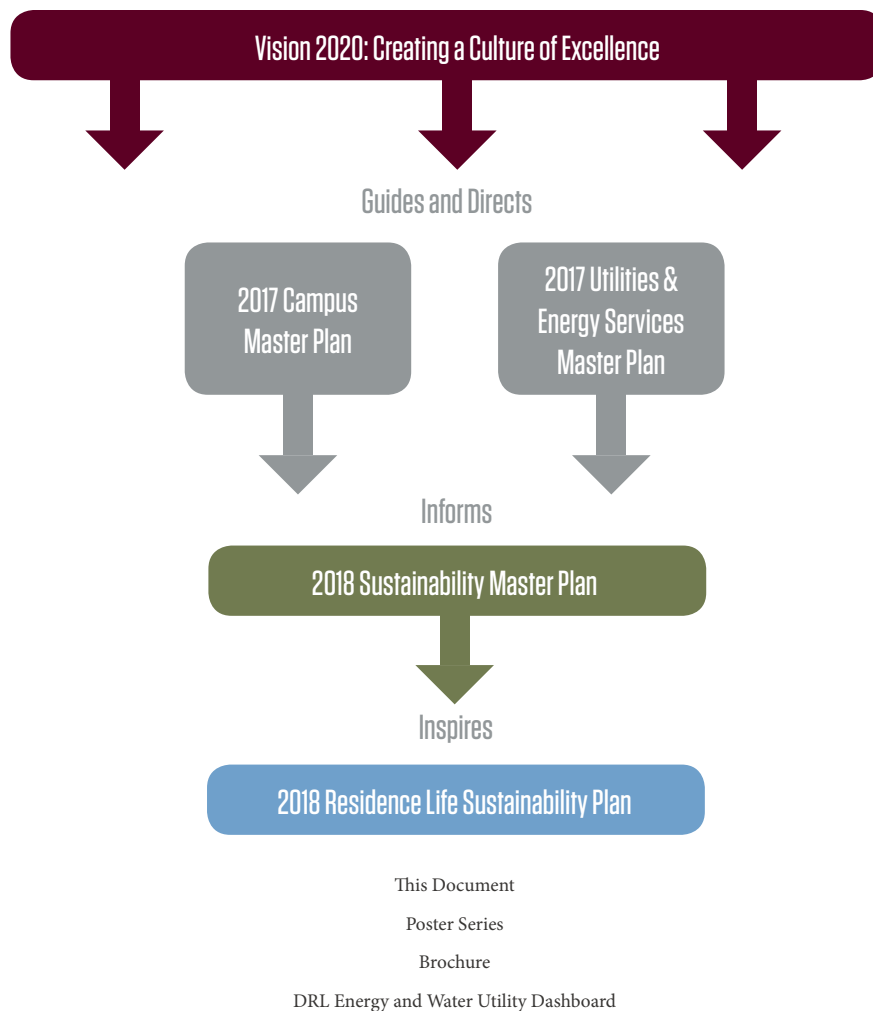 Vision 2020: Creating a Culture of Excellence
Guides and Directs
2017 Campus
Master Plan
2017 Utilities &
Energy Services
Master Plan
Informs
2018 Sustainability Master Plan
Inspires
2018 Residence Life Sustainability Plan
This Document
Poster Series
Brochure
DRL Energy and Water Utility Dashboard